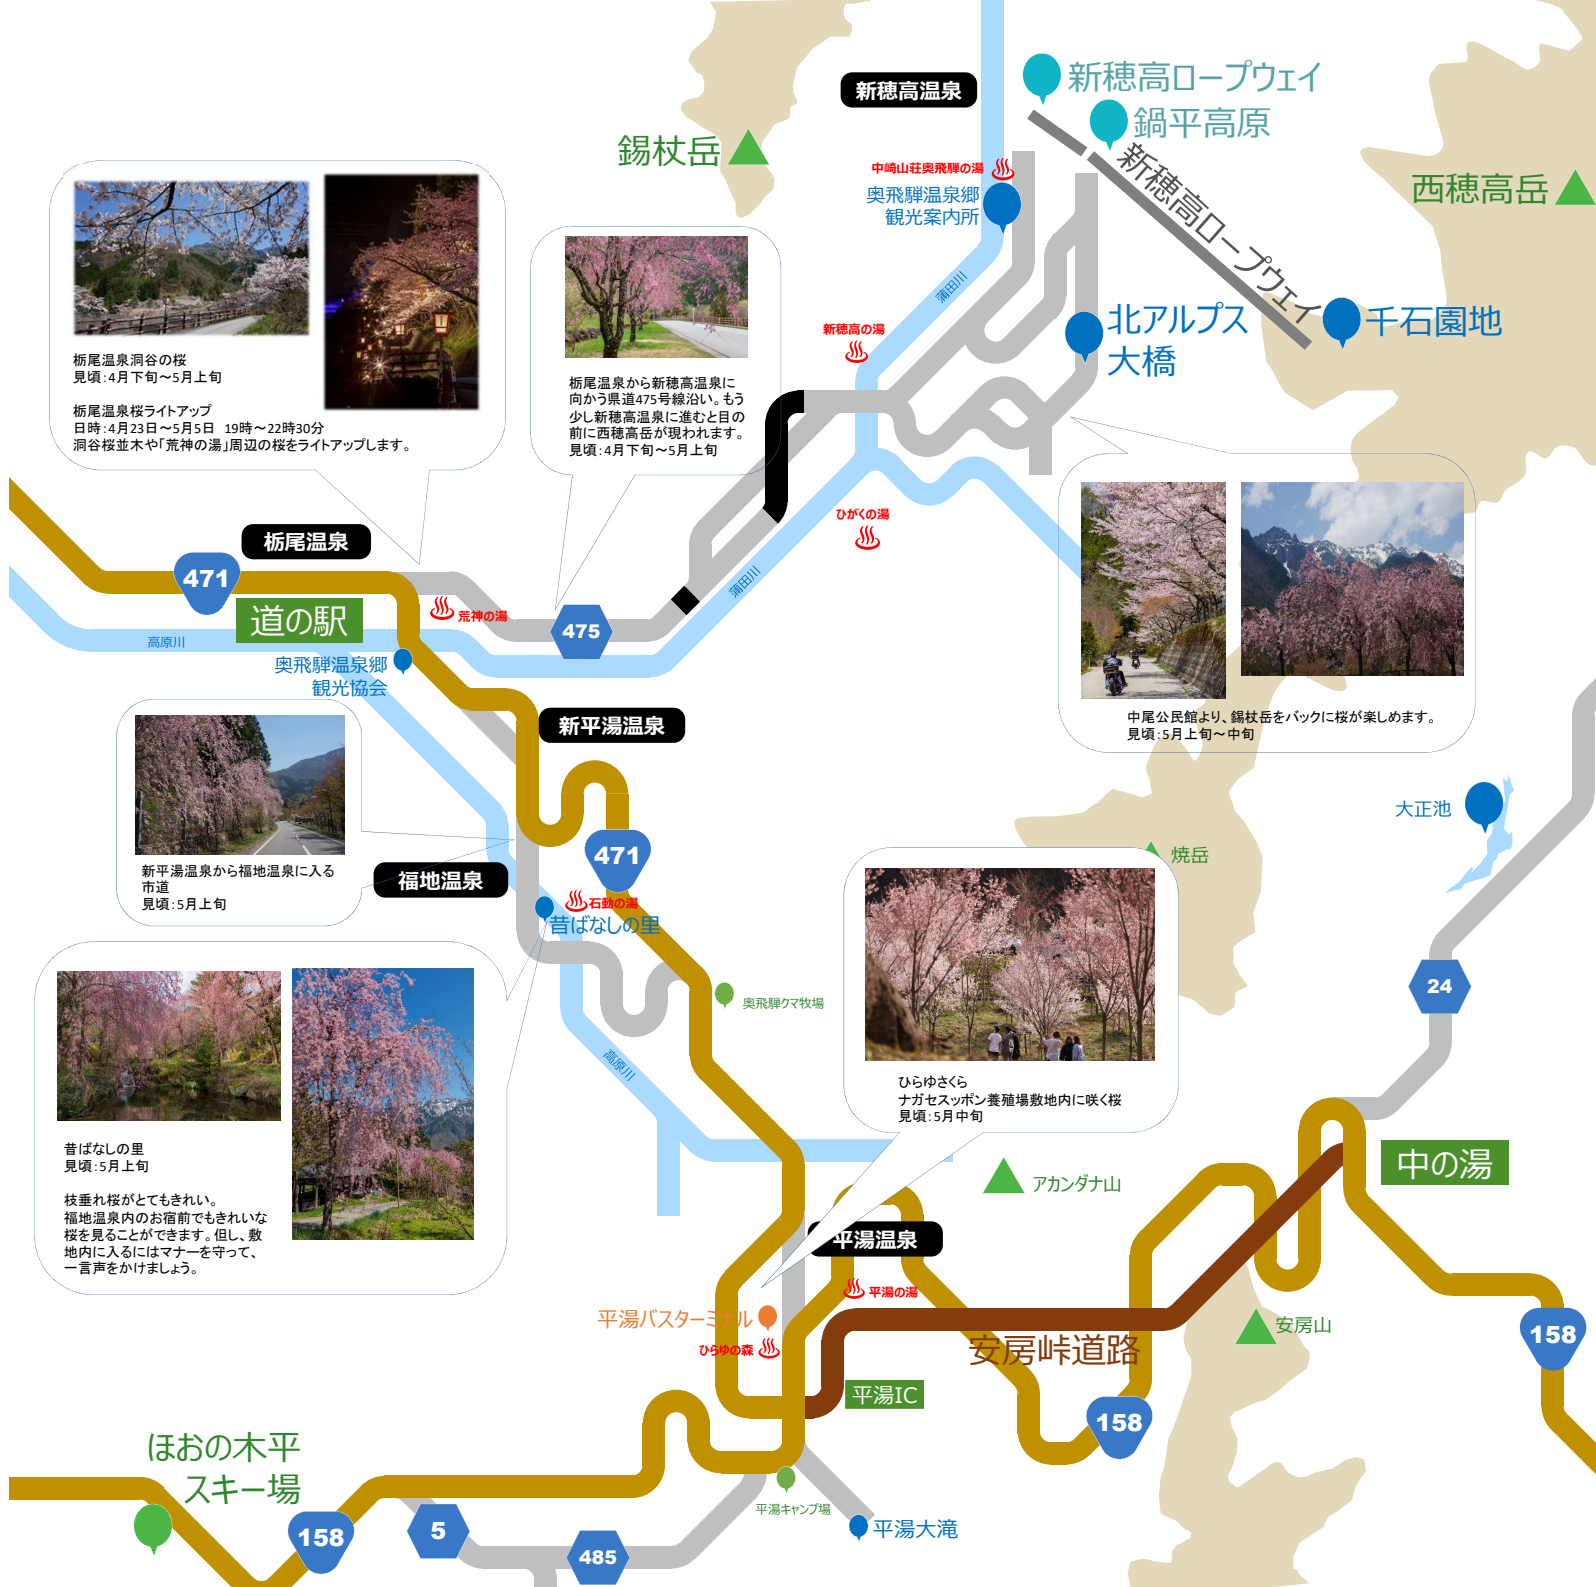 新穂高温泉
新穂高ロープウェイ
鍋平高原
新穂高ロープウェイ
錫杖岳
中崎山荘奥飛騨の湯
奥飛騨温泉郷
観光案内所
西穂高岳
蒲田川
新穂高の湯
北アルプス
大橋
千石園地
栃尾温泉洞谷の桜
見頃：4月下旬～5月上旬
栃尾温泉桜ライトアップ
日時：4月23日～5月5日　19時～22時30分
洞谷桜並木や「荒神の湯」周辺の桜をライトアップします。
栃尾温泉から新穂高温泉に
向かう県道475号線沿い。もう
少し新穂高温泉に進むと目の
前に西穂高岳が現われます。
見頃：4月下旬～5月上旬
ひがくの湯
栃尾温泉
471
道の駅
荒神の湯
475
蒲田川
高原川
奥飛騨温泉郷
観光協会
中尾公民館より、錫杖岳をバックに桜が楽しめます。
見頃：5月上旬～中旬
新平湯温泉
大正池
新平湯温泉から福地温泉に入る
市道
見頃：5月上旬
471
焼岳
福地温泉
石動の湯
昔ばなしの里
24
奥飛騨クマ牧場
高原川
ひらゆさくら
ナガセスッポン養殖場敷地内に咲く桜
見頃：5月中旬
昔ばなしの里
見頃：5月上旬
枝垂れ桜がとてもきれい。
福地温泉内のお宿前でもきれいな
桜を見ることができます。但し、敷
地内に入るにはマナーを守って、
一言声をかけましょう。
中の湯
アカンダナ山
平湯温泉
平湯の湯
平湯バスターミナル
ひらゆの森
安房峠道路
安房山
158
平湯IC
158
ほおの木平
スキー場
158
5
485
平湯キャンプ場
平湯大滝